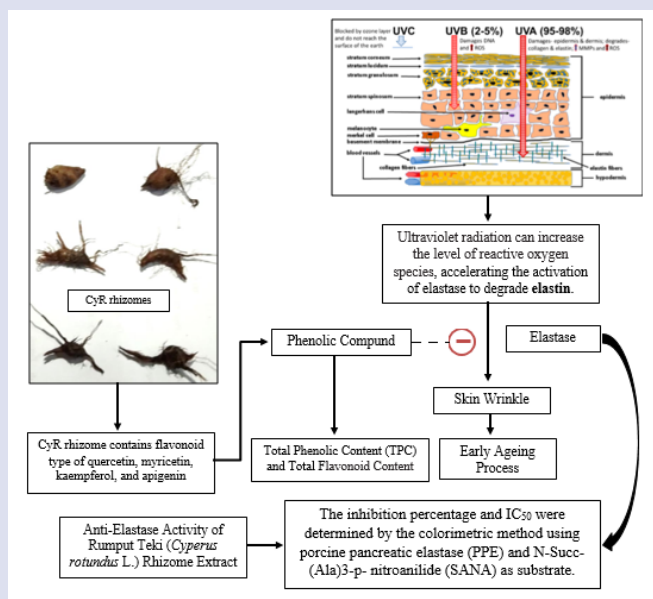 Blocked by ozone layer
and do not reach the
surface of the earth
UVC
UVB (2-5%)
Damages DNA
and ROS
UVA (95-98%)
Damages- epidermis & dermis; degrades-
collagen & elastin; MMPs and ROS
stratum corneum
stratum lucidum
stratum granulosum
stratum spinosum
langerhans cell
melanocyte
merkel cell
basement membrane
blood vessels
collagen fibers
epidermis
dermis
elastin fibers
hypodermis
CyR rhizomes
Ultraviolet radiation can increase
the level of reactive oxygen
species, accelerating the activation
of elastase to degrade elastin.
Phenolic Compund
Elastase
Skin Wrinkle
CyR rhizome contains flavonoid
type of quercetin, myricetin,
kaempferol, and apigenin
Total Phenolic Content (TPC)
and Total Flavonoid Content
Early Ageing
Process
Anti-Elastase Activity of
Rumput Teki (Cyperus
rotundus L.) Rhizome Extract
The inhibition percentage and IC50 were
determined by the colorimetric method using
porcine pancreatic elastase (PPE) and N-Succ-
(Ala)3-p- nitroanilide (SANA) as substrate.